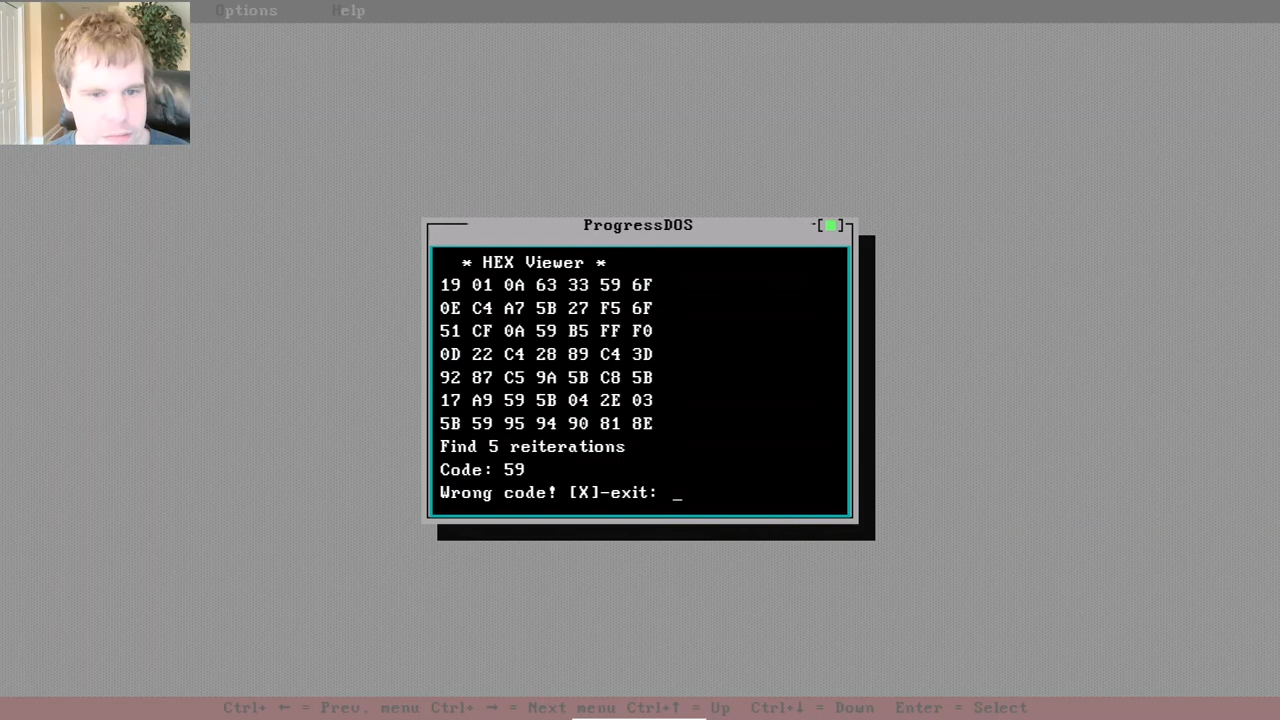 Options Help
ProgressDOS
* HEX Viewer *
19 01 0A 63 33 59 6F
0E C4 A7 5B 27 F5 6F
51 CF 0A 59 B5 FF F0
0D 22 C4 28 89 C4 3D
92 87 C5 9A 5B C8 5B
17 A9 59 5B 04 2E 03
5B 59 95 94 90 81 8E
Find 5 reiterations
Code: 59
Wrong code! [X]-exit: _
Ctrl+ ← = Prev. menu Ctrl+ → = Next menu Ctrl+↑ = Up Ctrl+↓ = Down Enter = Select